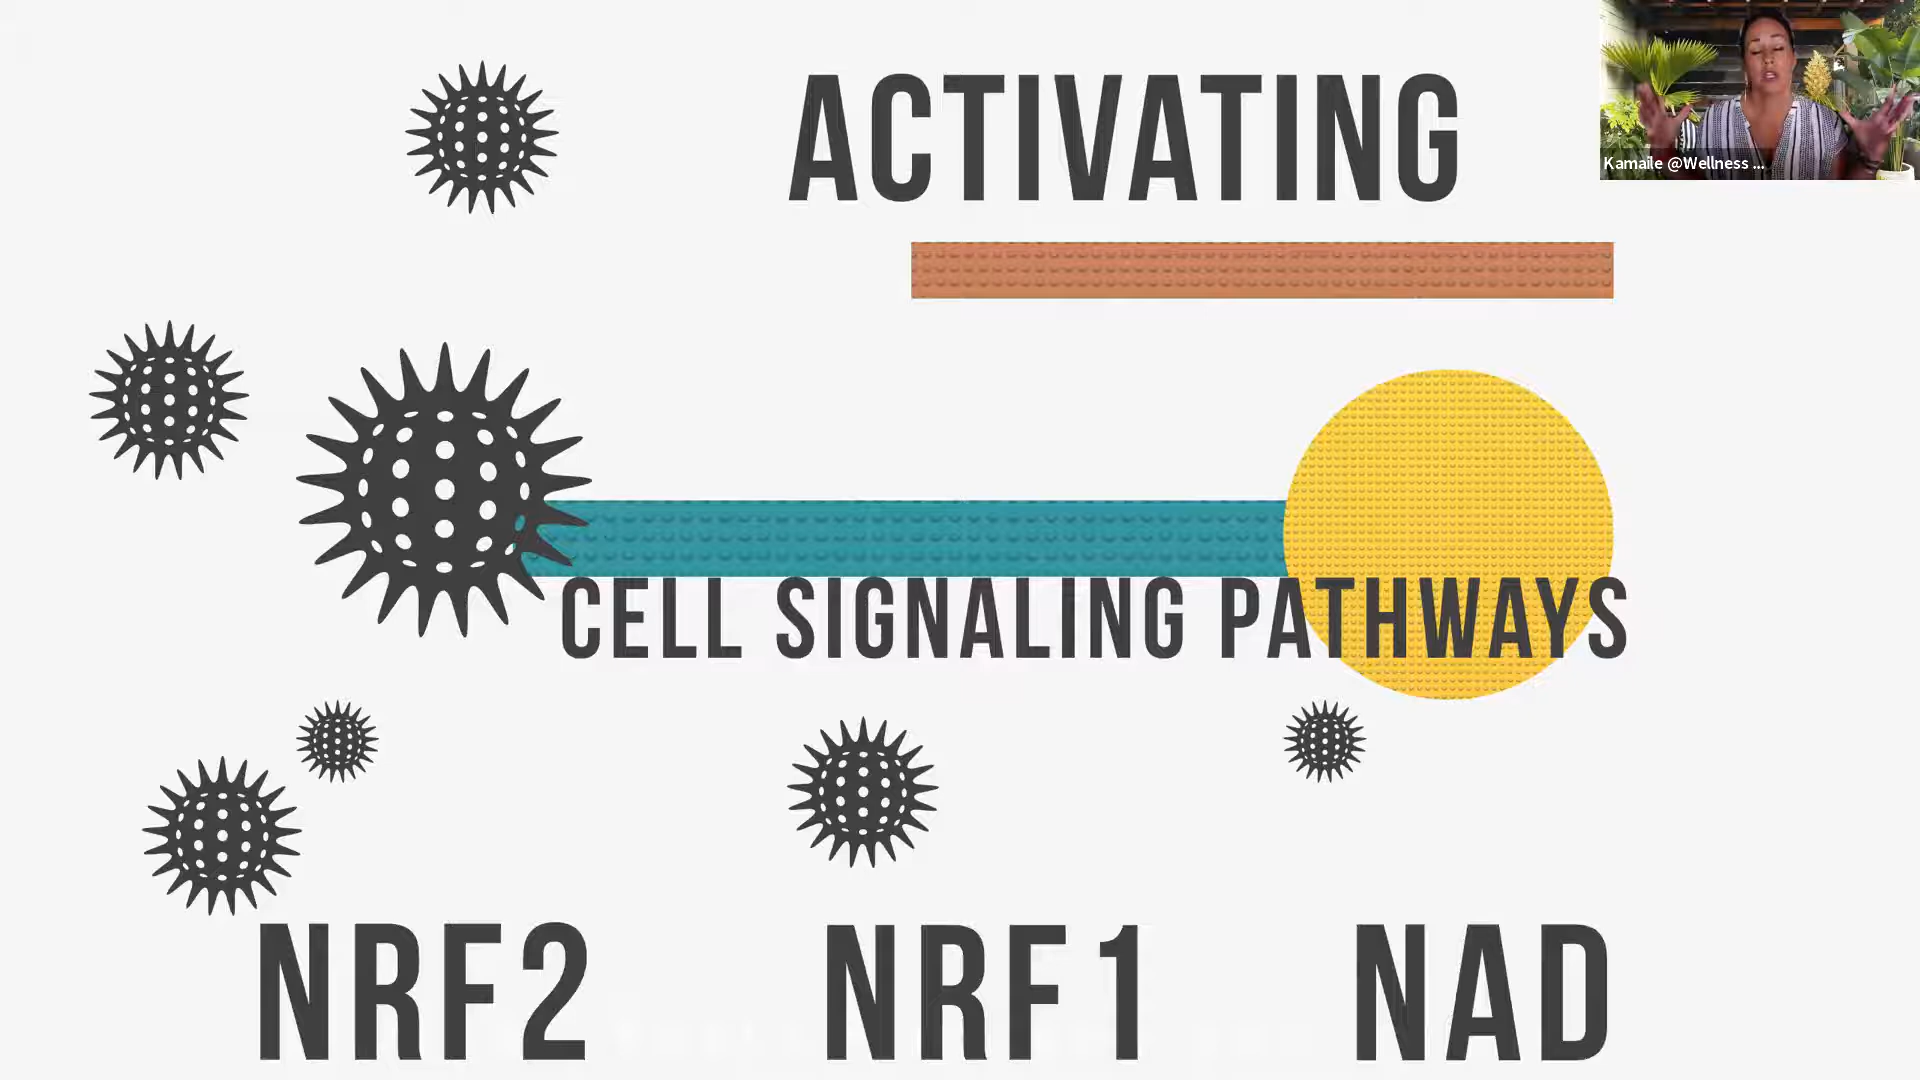 ACTIVATING
Kamaile @Wellness ...
CELL SIGNALING PATHWAYS
NRF2 NRF1 NAD